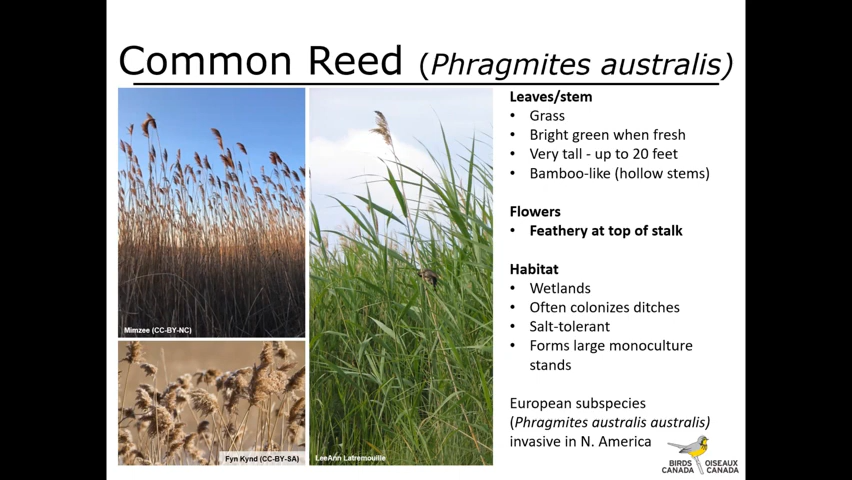 Common Reed (Phragmites australis)
Leaves/stem
• Grass
• Bright green when fresh
• Very tall - up to 20 feet
• Bamboo-like (hollow stems)
Flowers
• Feathery at top of stalk
Habitat
• Wetlands
• Often colonizes ditches
• Salt-tolerant
• Forms large monoculture
stands
European subspecies
(Phragmites australis australis)
invasive in N. America
Mimzee (CC-BY-NC)
Fyn Kynd (CC-BY-SA)
LeeAnn Latremouille
BIRDS OISEAUX
CANADA CANADA